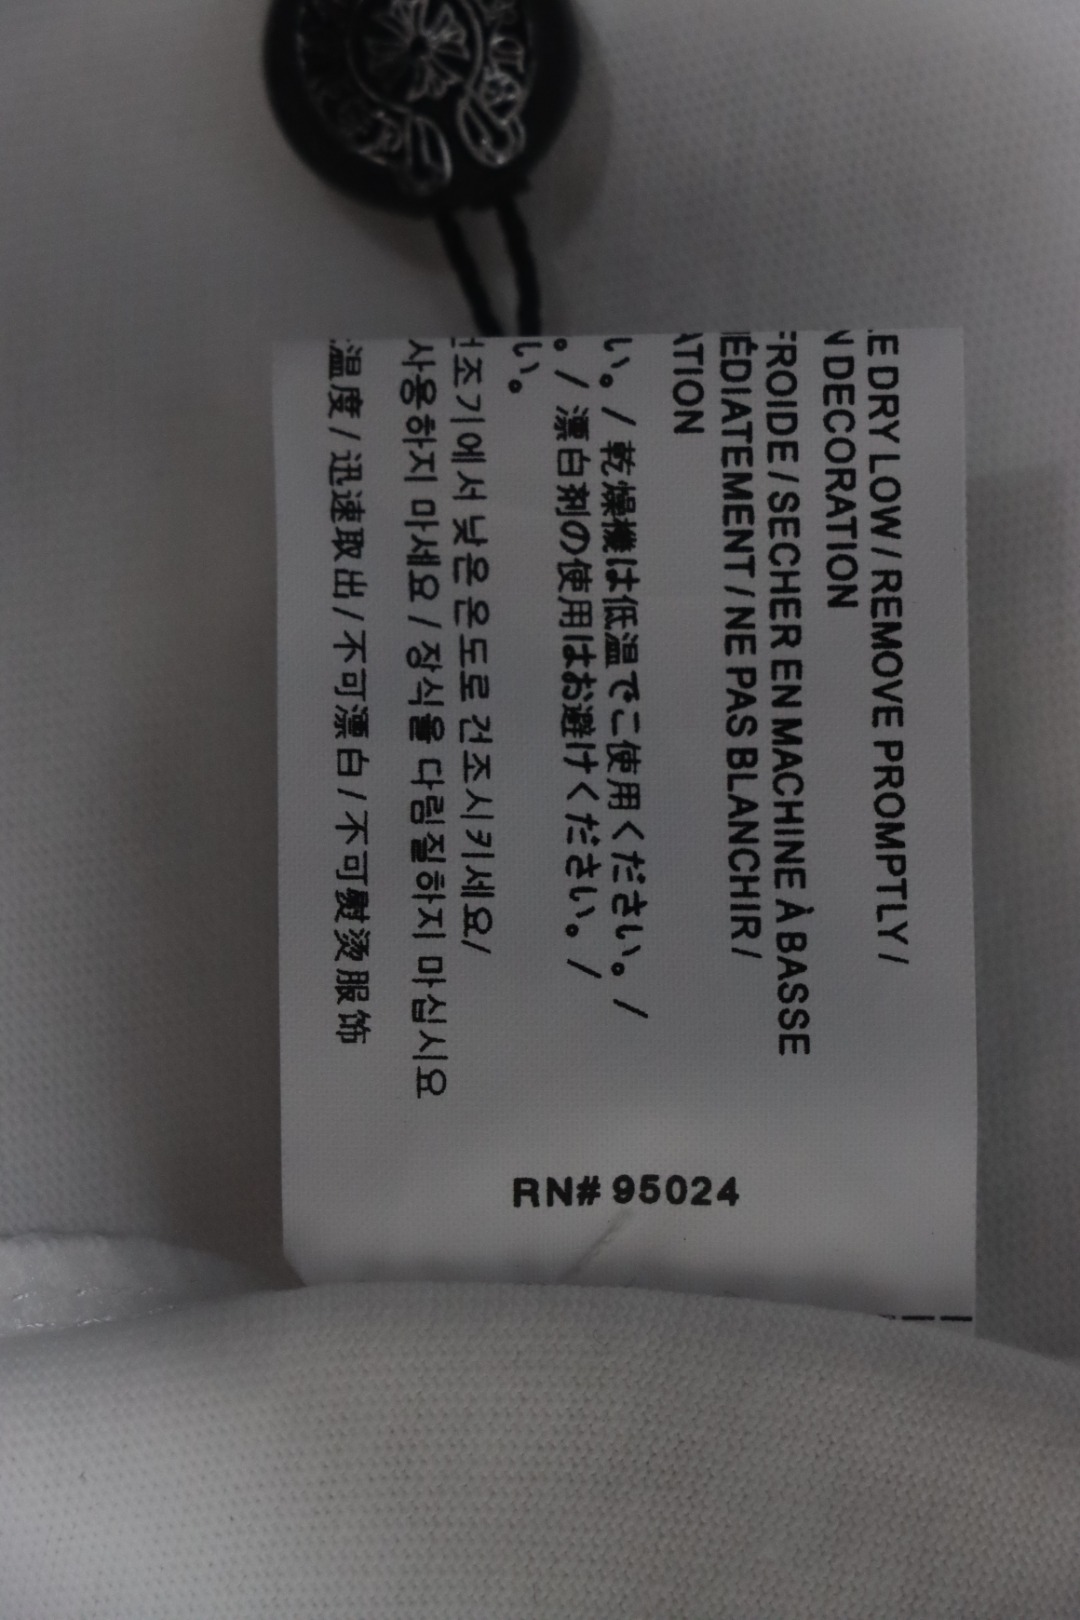 E DRY LOW / REMOVE PROMPTLY /
N DECORATION
FROIDE / SECHER EN MACHINE À BASSE
ÉDIATEMENT / NE PAS BLANCHIR /
ATION
い。 / 乾燥機は低温でご使用ください。 /
。 / 漂白剤の使用はお避けください。 /
い。
건조기에서 낮은 온도로 건조시키세요/
사용하지 마세요 / 장식을 다림질하지 마십시요
温度 / 迅速取出 / 不可漂白 / 不可熨烫服饰
RN# 95024